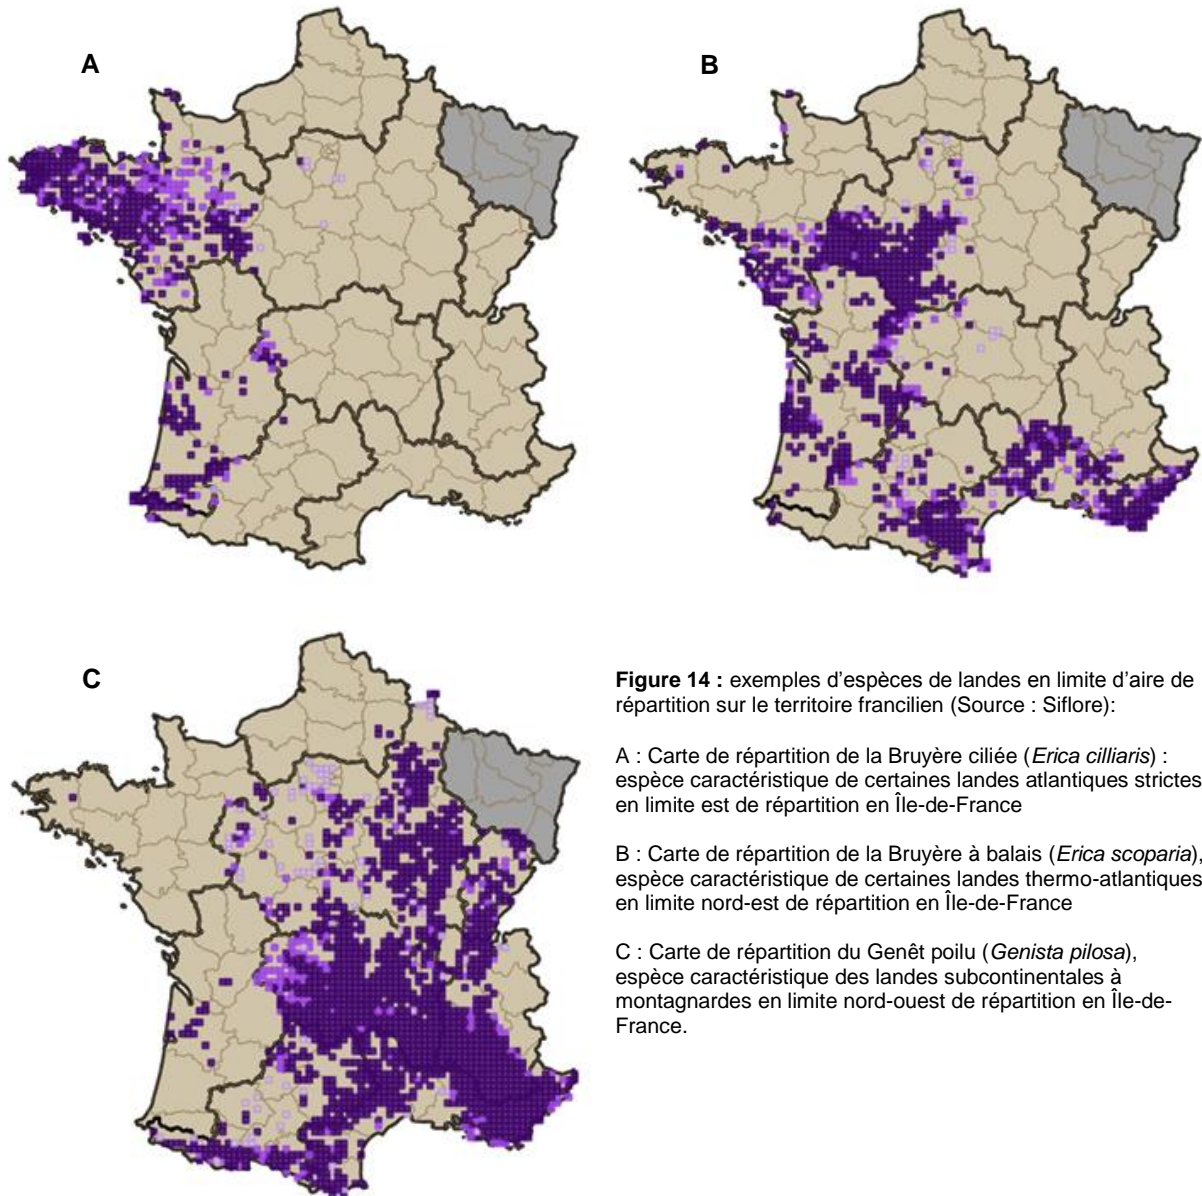 A
B
C
Figure 14 : exemples d'espèces de landes en limite d'aire de
répartition sur le territoire francilien (Source : Siflore):
A : Carte de répartition de la Bruyère ciliée (Erica cilliaris) :
espèce caractéristique de certaines landes atlantiques strictes
en limite est de répartition en Île-de-France
B : Carte de répartition de la Bruyère à balais (Erica scoparia),
espèce caractéristique de certaines landes thermo-atlantiques
en limite nord-est de répartition en Île-de-France
C : Carte de répartition du Genêt poilu (Genista pilosa),
espèce caractéristique des landes subcontinentales à
montagnardes en limite nord-ouest de répartition en Île-de-
France.